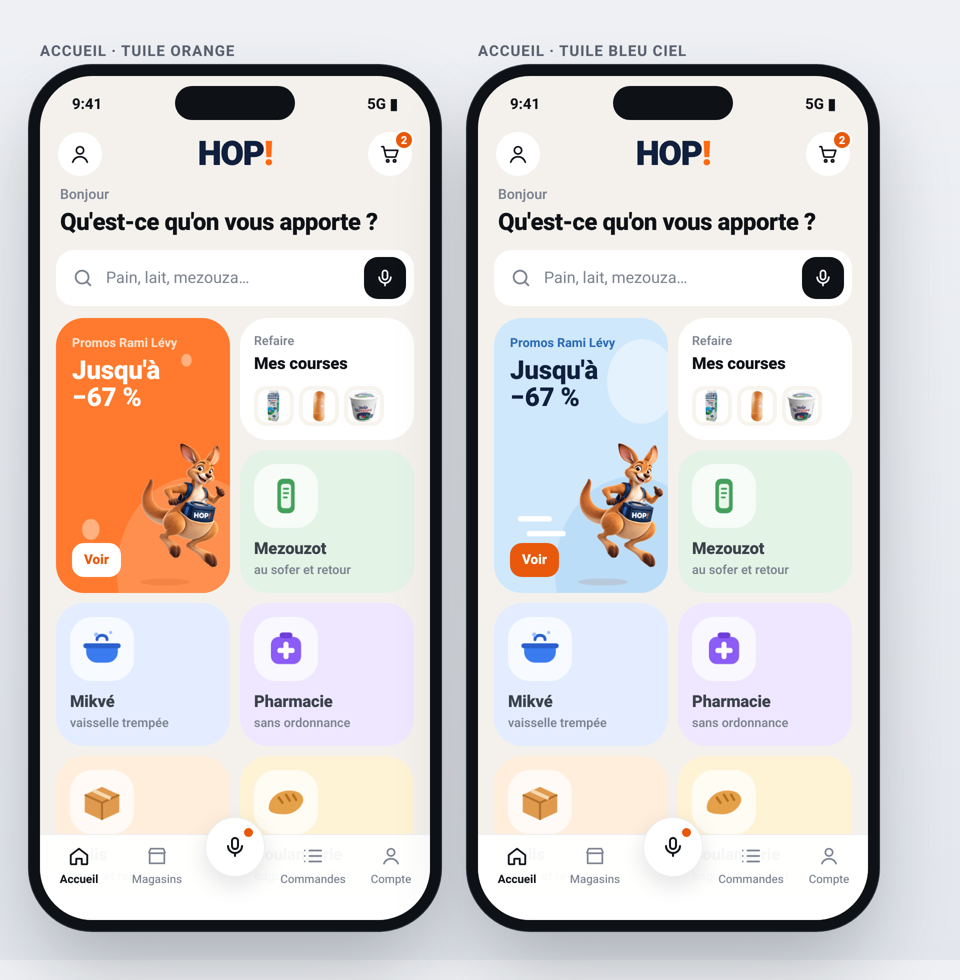 ACCUEIL · TUILE ORANGE
9:41
5G
HOP!
2
Bonjour
Qu'est-ce qu'on vous apporte ?
Pain, lait, mezouza…
Promos Rami Lévy
Jusqu'à
−67 %
HOP!
Voir
Refaire
Mes courses
Mezouzot
au sofer et retour
Mikvé
vaisselle trempée
Pharmacie
sans ordonnance
Accueil
Magasins
Commandes
Compte
ACCUEIL · TUILE BLEU CIEL
9:41
5G
HOP!
2
Bonjour
Qu'est-ce qu'on vous apporte ?
Pain, lait, mezouza…
Promos Rami Lévy
Jusqu'à
−67 %
HOP!
Voir
Refaire
Mes courses
Mezouzot
au sofer et retour
Mikvé
vaisselle trempée
Pharmacie
sans ordonnance
Accueil
Magasins
Commandes
Compte